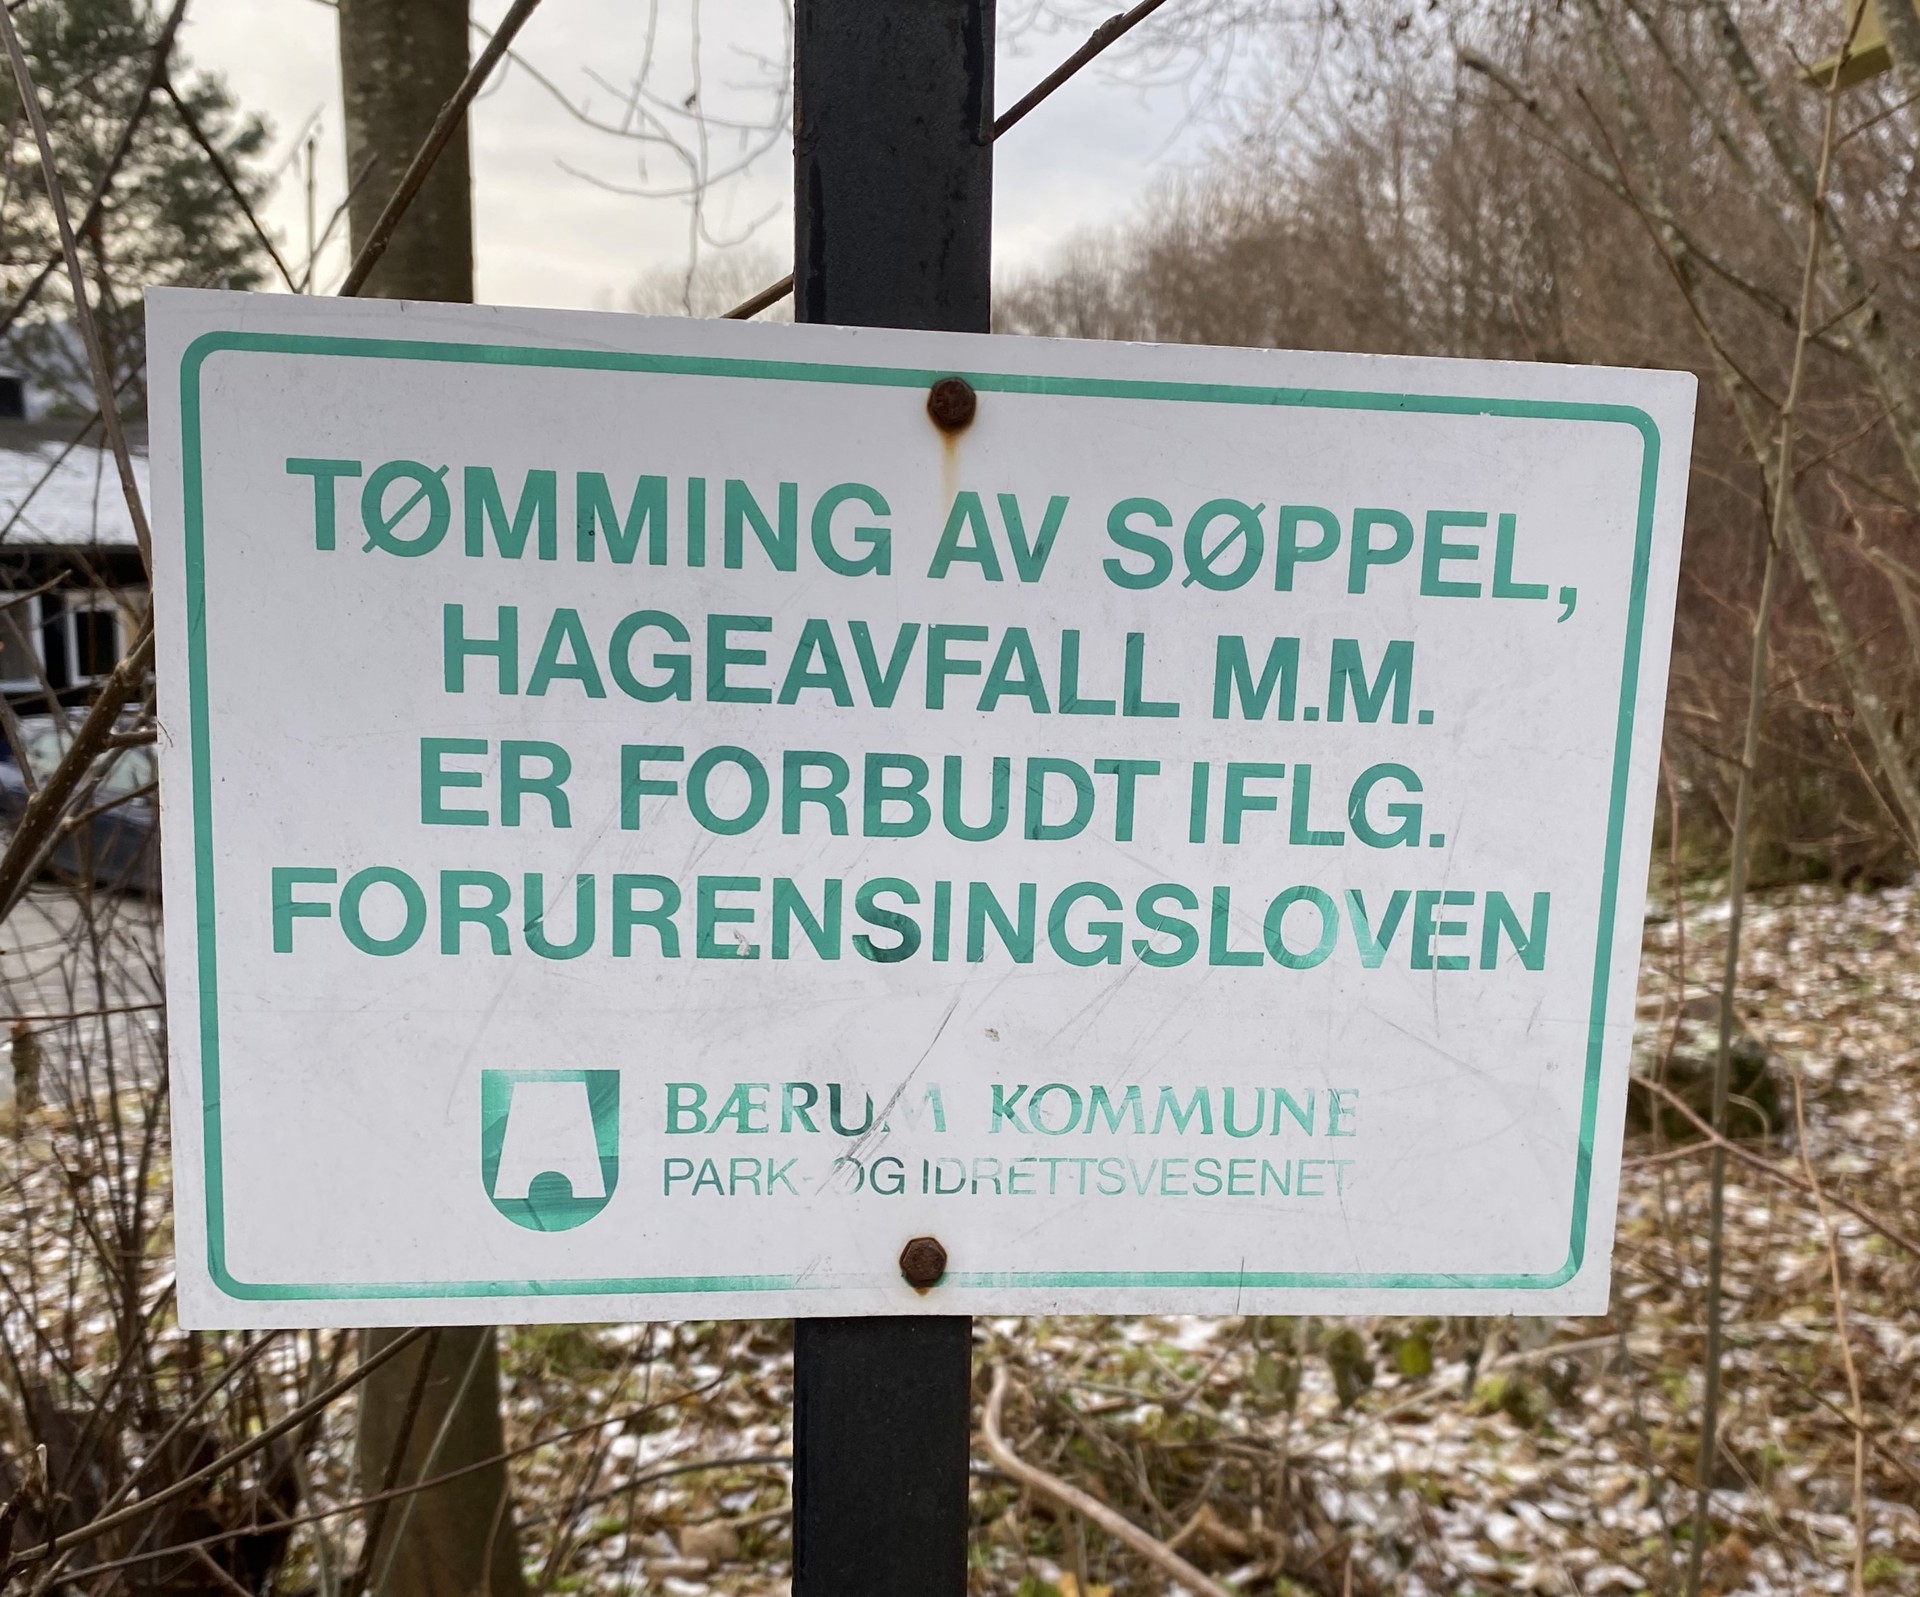 TØMMING AV SØPPEL,
HAGEAVFALL M.M.
ER FORBUDT IFLG.
FORURENSINGSLOVEN
BÆRUM KOMMUNE
PARK- OG IDRETTSVESENET